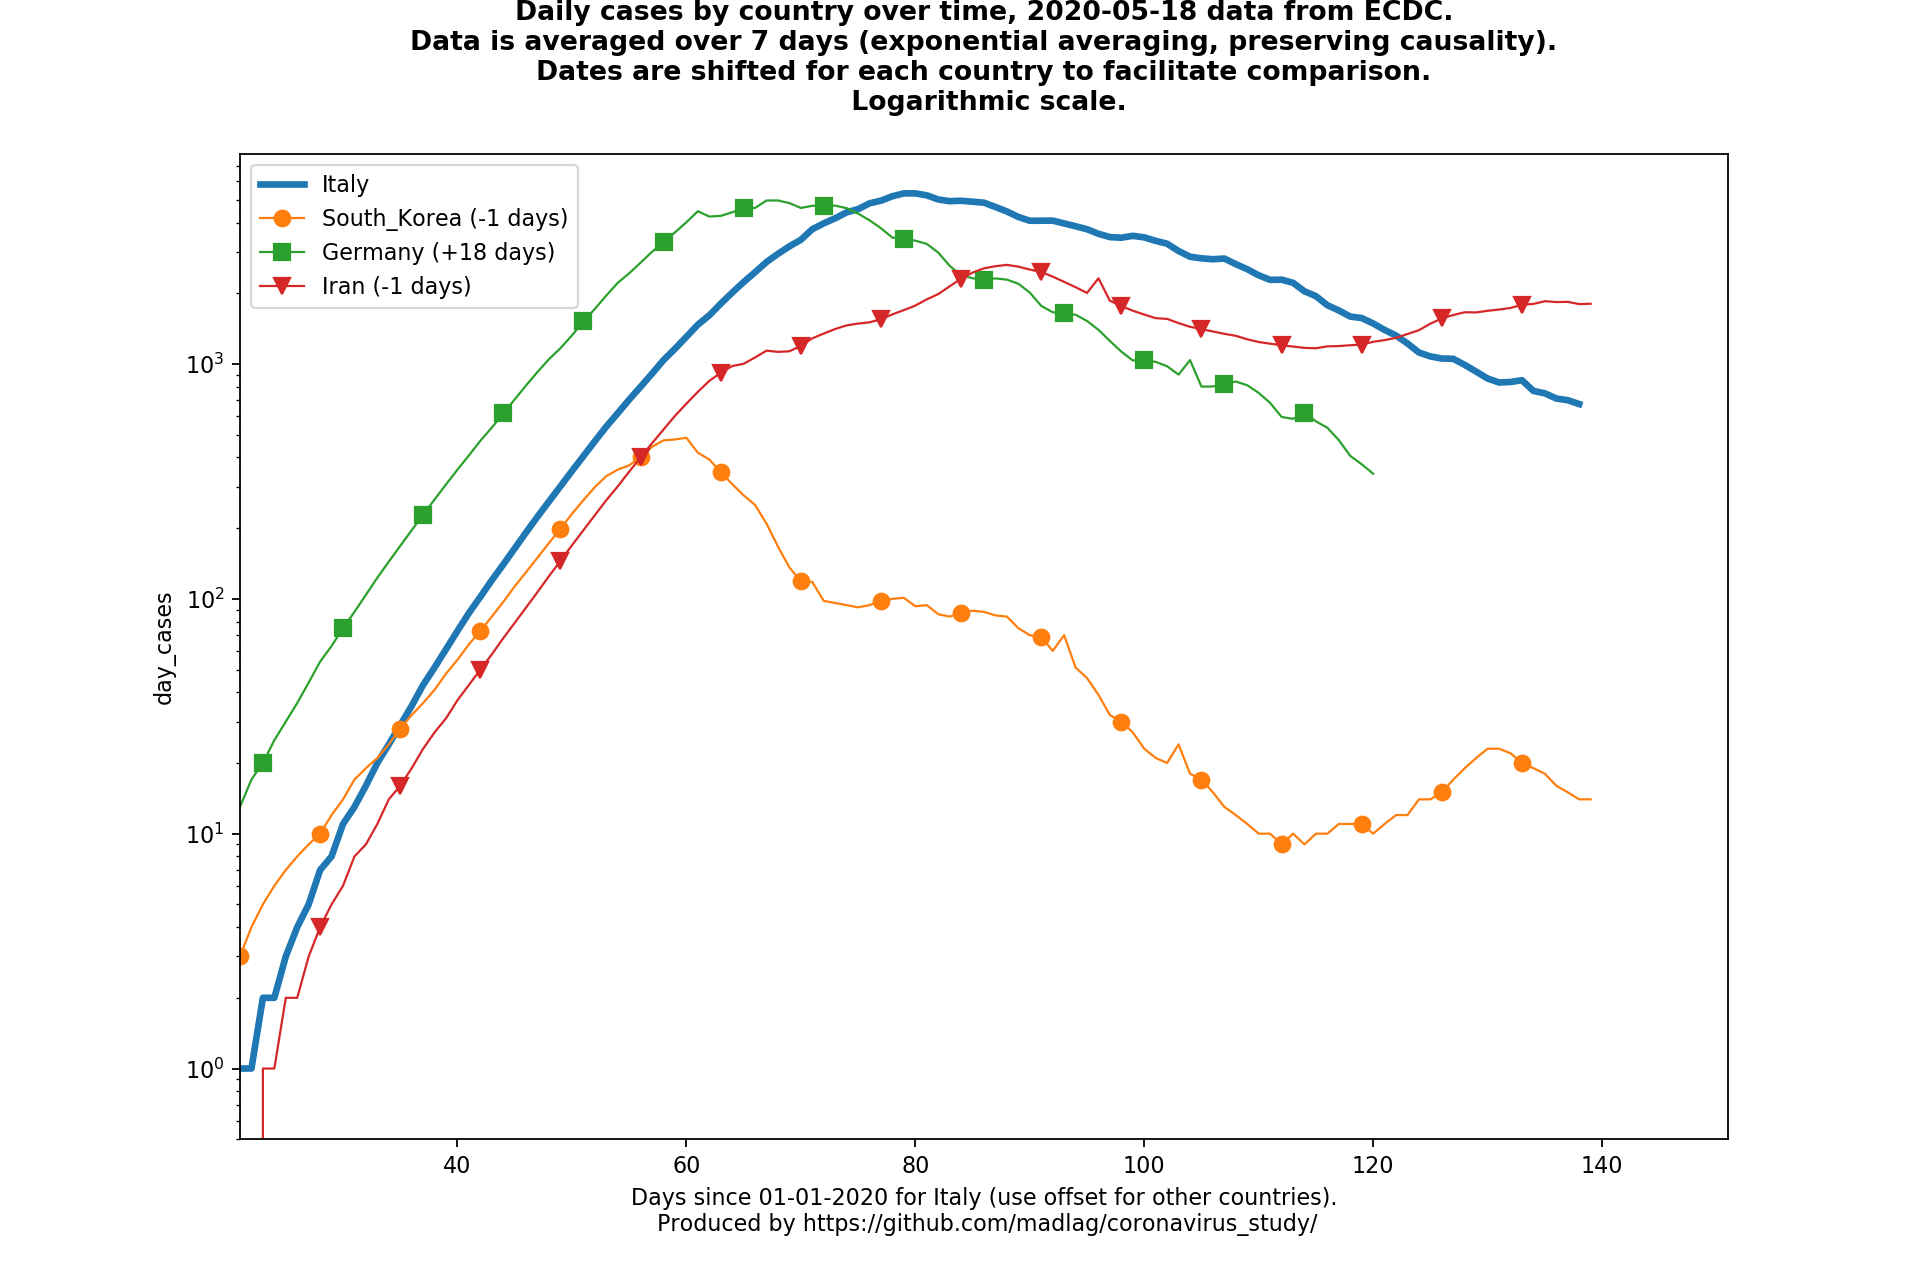 Daily cases by country over time, 2020-05-18 data from ECDC.
Data is averaged over 7 days (exponential averaging, preserving causality).
Dates are shifted for each country to facilitate comparison.
Logarithmic scale.
Italy
South_Korea (-1 days)
Germany (+18 days)
Iran (-1 days)
10³
10²
10¹
10⁰
day_cases
40 60 80 100 120 140
Days since 01-01-2020 for Italy (use offset for other countries).
Produced by https://github.com/madlag/coronavirus_study/